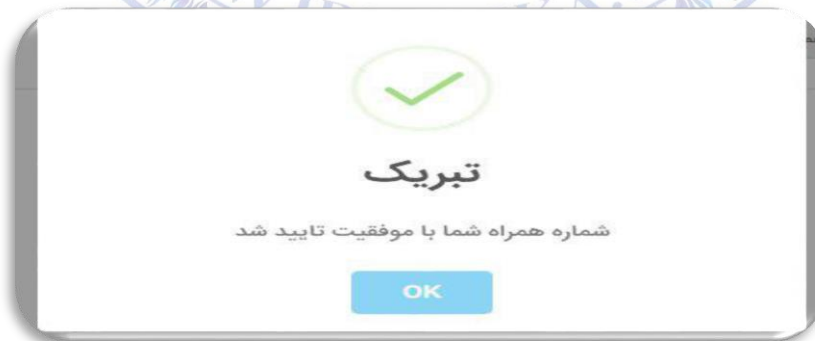 تبریک
شماره همراه شما با موفقیت تایید شد
OK